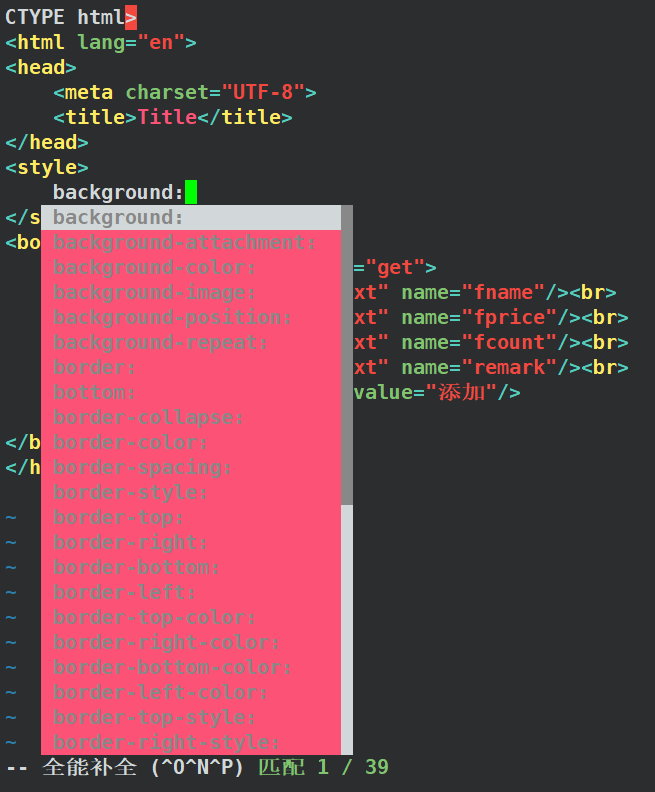 CTYPE html>
<html lang="en">
<head>
    <meta charset="UTF-8">
    <title>Title</title>
</head>
<style>
    background:
</s background:
<bo background-attachment:
background-color: ="get">
background-image: xt" name="fname"/><br>
background-position: xt" name="fprice"/><br>
background-repeat: xt" name="fcount"/><br>
border: xt" name="remark"/><br>
bottom: value="添加"/>
border-collapse:
</b border-color:
</h border-spacing:
border-style:
~ border-top:
~ border-right:
~ border-bottom:
~ border-left:
~ border-top-color:
~ border-right-color:
~ border-bottom-color:
~ border-left-color:
~ border-top-style:
~ border-right-style:
-- 全能补全 (^O^N^P) 匹配 1 / 39